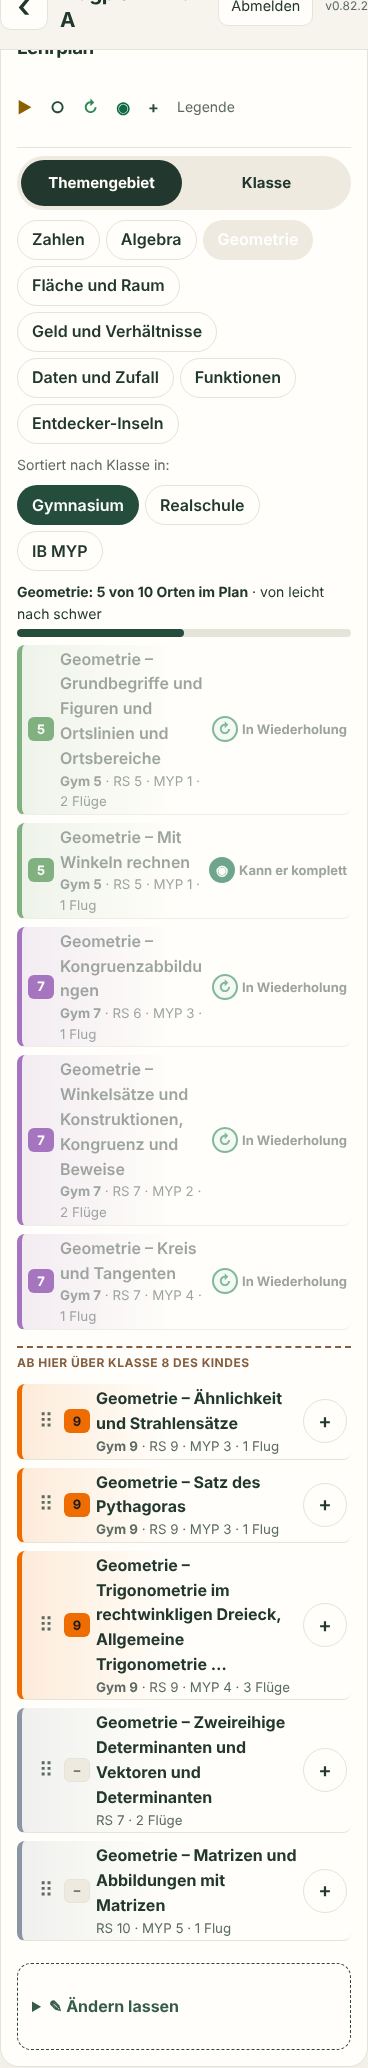 A
Abmelden
v0.82.2
Lehrplan
Legende
Themengebiet
Klasse
Zahlen
Algebra
Geometrie
Fläche und Raum
Geld und Verhältnisse
Daten und Zufall
Funktionen
Entdecker-Inseln
Sortiert nach Klasse in:
Gymnasium
Realschule
IB MYP
Geometrie: 5 von 10 Orten im Plan · von leicht
nach schwer
5
Geometrie –
Grundbegriffe und
Figuren und
Ortslinien und
Ortsbereiche
Gym 5 · RS 5 · MYP 1 ·
2 Flüge
In Wiederholung
5
Geometrie – Mit
Winkeln rechnen
Gym 5 · RS 5 · MYP 1 ·
1 Flug
Kann er komplett
7
Geometrie –
Kongruenzabbildu
ngen
Gym 7 · RS 6 · MYP 3 ·
1 Flug
In Wiederholung
7
Geometrie –
Winkelsätze und
Konstruktionen,
Kongruenz und
Beweise
Gym 7 · RS 7 · MYP 2 ·
2 Flüge
In Wiederholung
7
Geometrie – Kreis
und Tangenten
Gym 7 · RS 7 · MYP 4 ·
1 Flug
In Wiederholung
AB HIER ÜBER KLASSE 8 DES KINDES
9
Geometrie – Ähnlichkeit
und Strahlensätze
Gym 9 · RS 9 · MYP 3 · 1 Flug
+
9
Geometrie – Satz des
Pythagoras
Gym 9 · RS 9 · MYP 3 · 1 Flug
+
9
Geometrie –
Trigonometrie im
rechtwinkligen Dreieck,
Allgemeine
Trigonometrie …
Gym 9 · RS 9 · MYP 4 · 3 Flüge
+
–
Geometrie – Zweireihige
Determinanten und
Vektoren und
Determinanten
RS 7 · 2 Flüge
+
–
Geometrie – Matrizen und
Abbildungen mit
Matrizen
RS 10 · MYP 5 · 1 Flug
+
▶ ✎ Ändern lassen